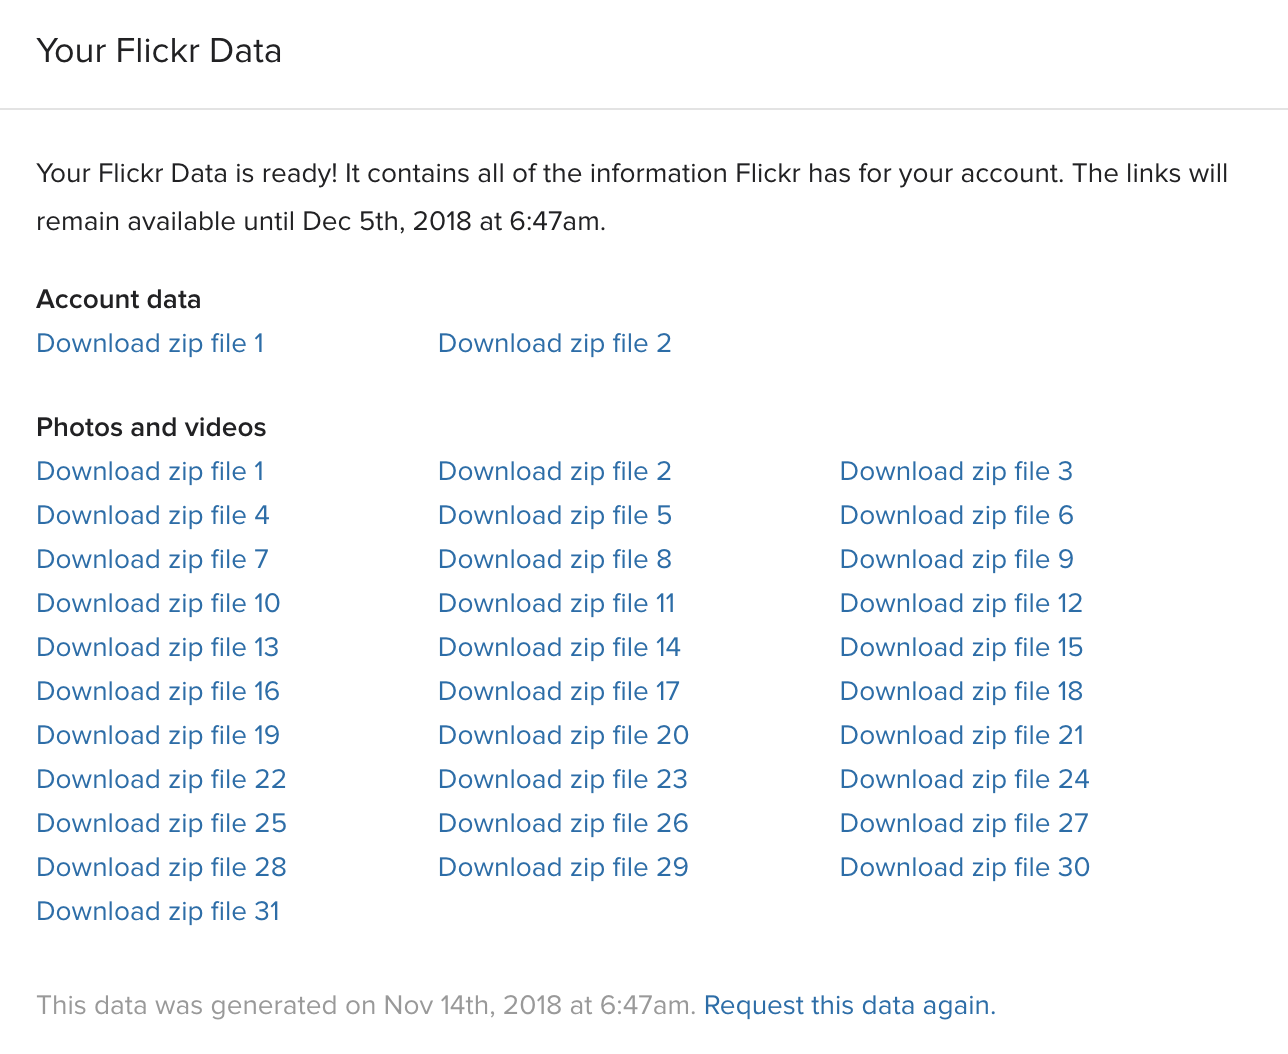 Your Flickr Data
Your Flickr Data is ready! It contains all of the information Flickr has for your account. The links will
remain available until Dec 5th, 2018 at 6:47am.
Account data
Download zip file 1 Download zip file 2
Photos and videos
Download zip file 1 Download zip file 2 Download zip file 3
Download zip file 4 Download zip file 5 Download zip file 6
Download zip file 7 Download zip file 8 Download zip file 9
Download zip file 10 Download zip file 11 Download zip file 12
Download zip file 13 Download zip file 14 Download zip file 15
Download zip file 16 Download zip file 17 Download zip file 18
Download zip file 19 Download zip file 20 Download zip file 21
Download zip file 22 Download zip file 23 Download zip file 24
Download zip file 25 Download zip file 26 Download zip file 27
Download zip file 28 Download zip file 29 Download zip file 30
Download zip file 31
This data was generated on Nov 14th, 2018 at 6:47am. Request this data again.